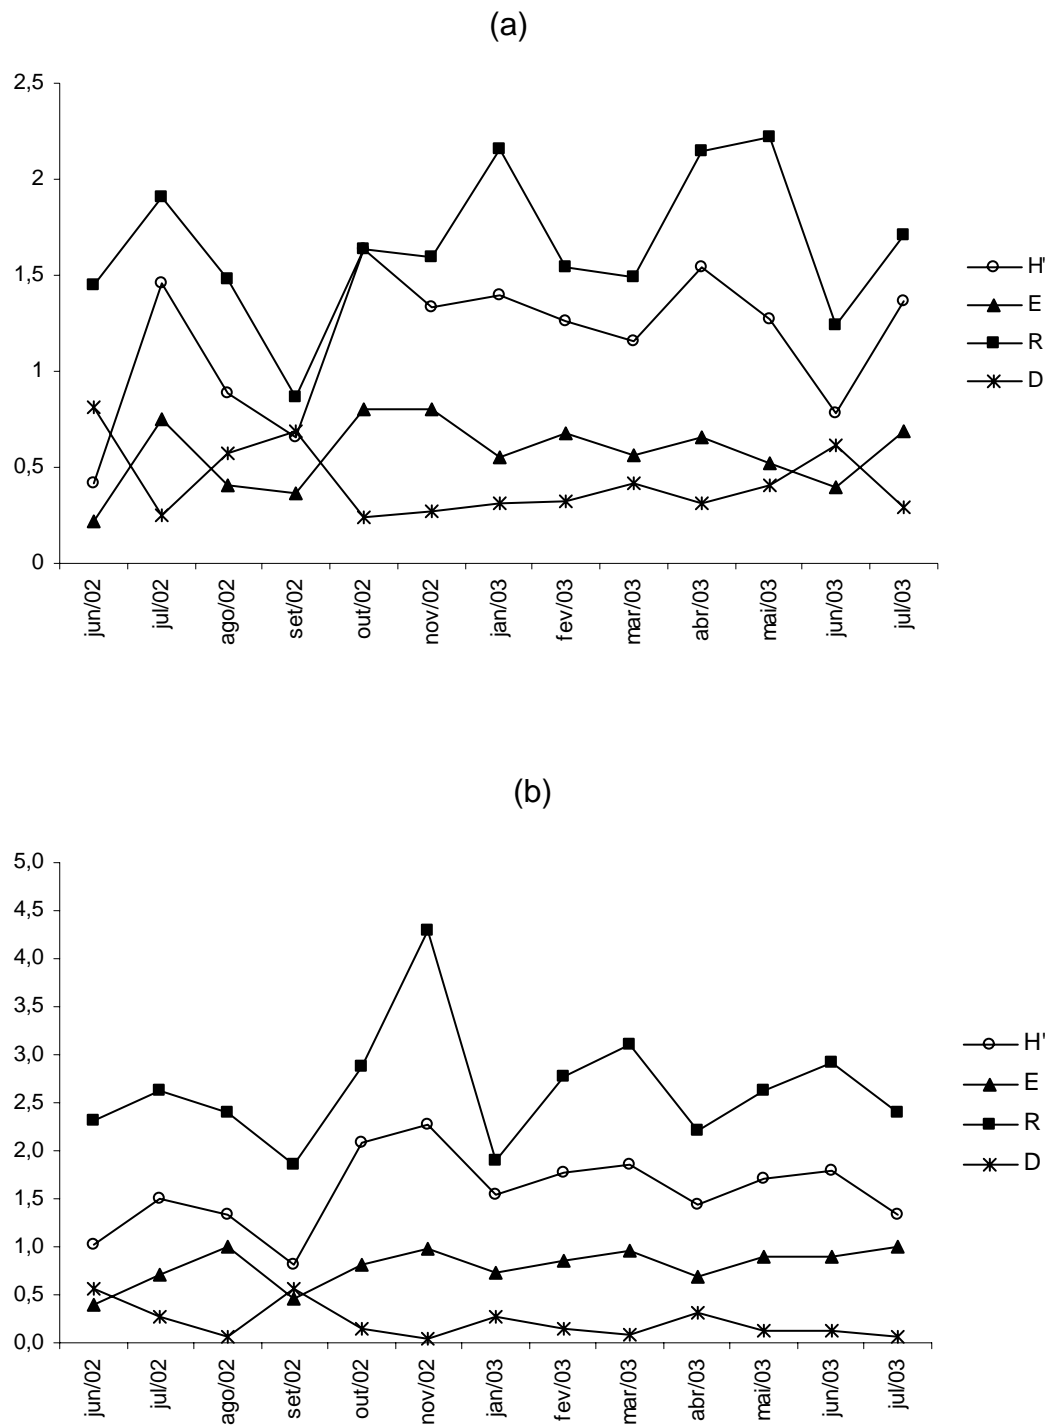 (a)
2,5
2
1,5
1
0,5
0
jun/02
jul/02
ago/02
set/02
out/02
nov/02
jan/03
fev/03
mar/03
abr/03
mai/03
jun/03
jul/03
H'
E
R
D
(b)
5,0
4,5
4,0
3,5
3,0
2,5
2,0
1,5
1,0
0,5
0,0
jun/02
jul/02
ago/02
set/02
out/02
nov/02
jan/03
fev/03
mar/03
abr/03
mai/03
jun/03
jul/03
H'
E
R
D